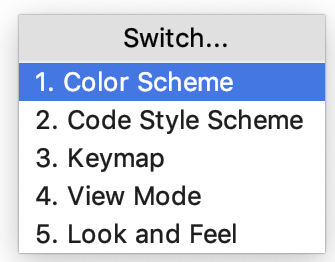 Switch...
1. Color Scheme
2. Code Style Scheme
3. Keymap
4. View Mode
5. Look and Feel